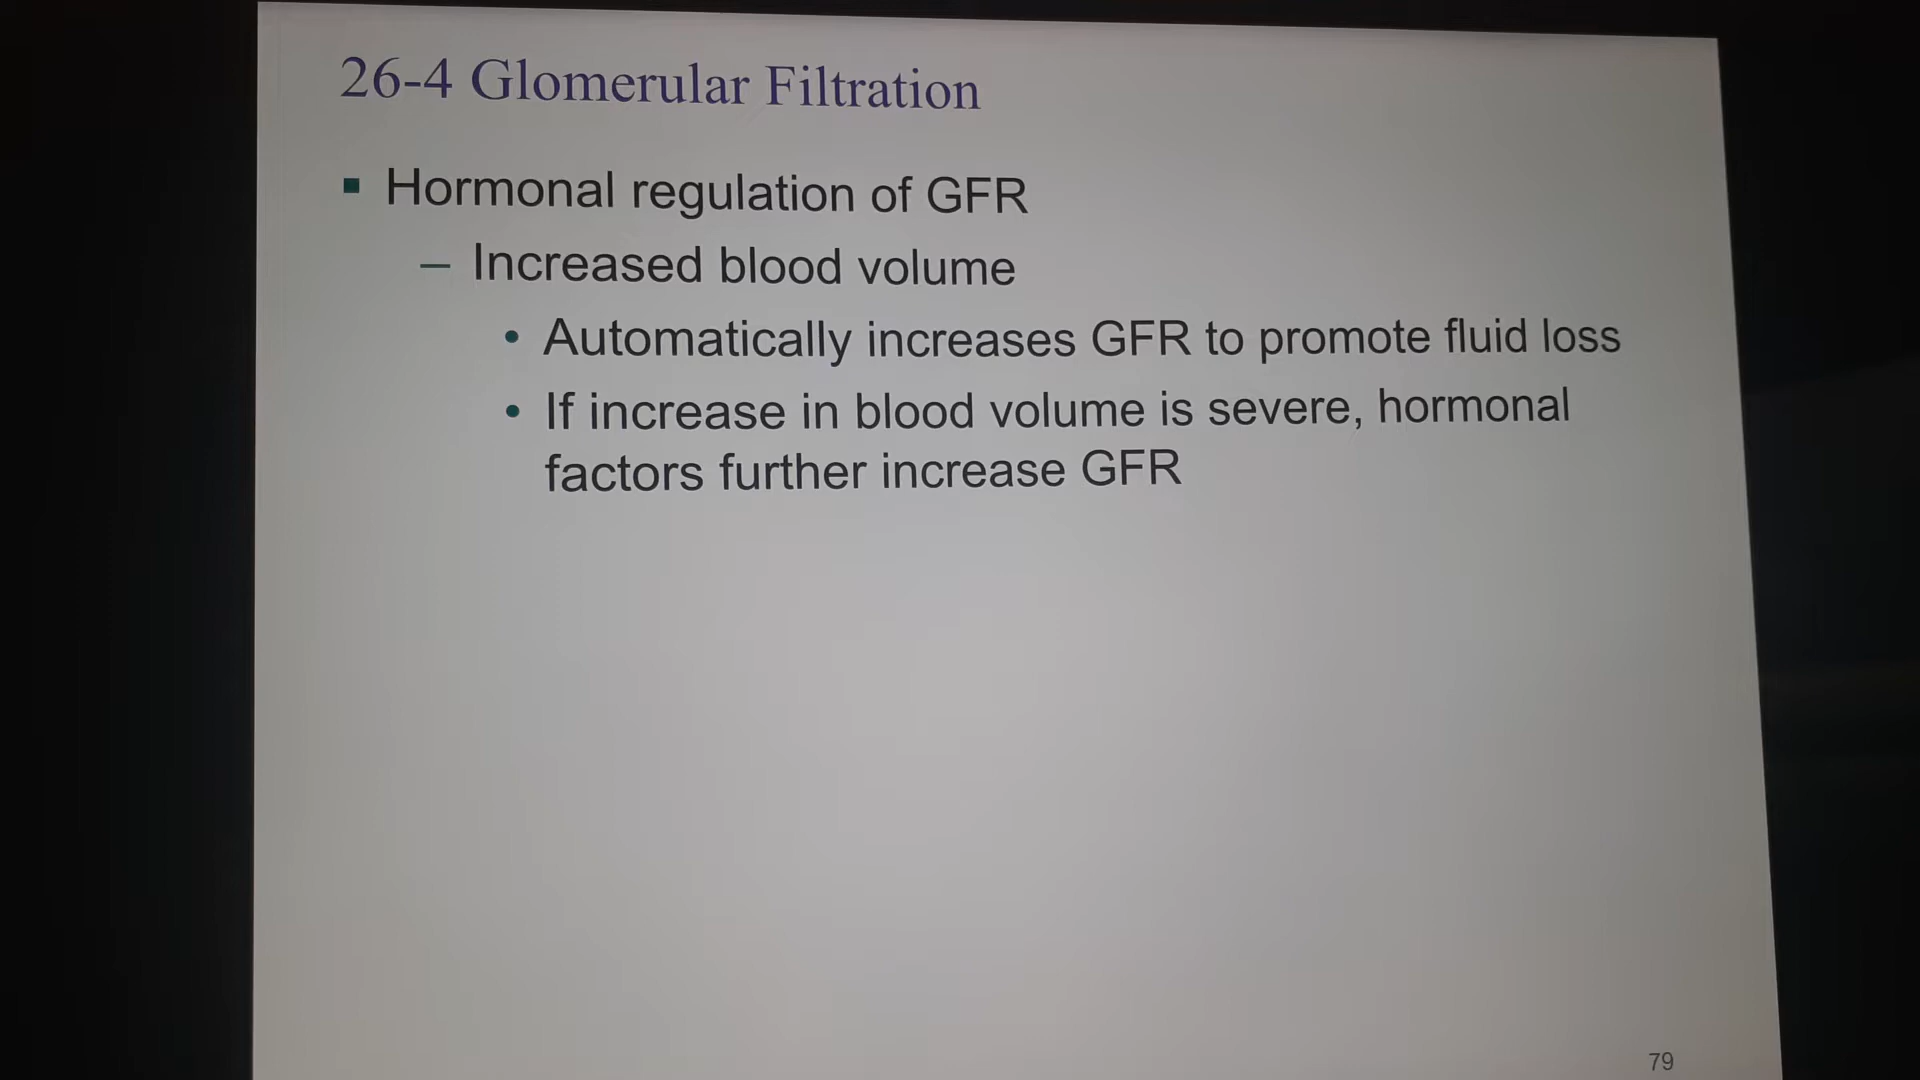 26-4 Glomerular Filtration
▪ Hormonal regulation of GFR
– Increased blood volume
• Automatically increases GFR to promote fluid loss
• If increase in blood volume is severe, hormonal
factors further increase GFR
79